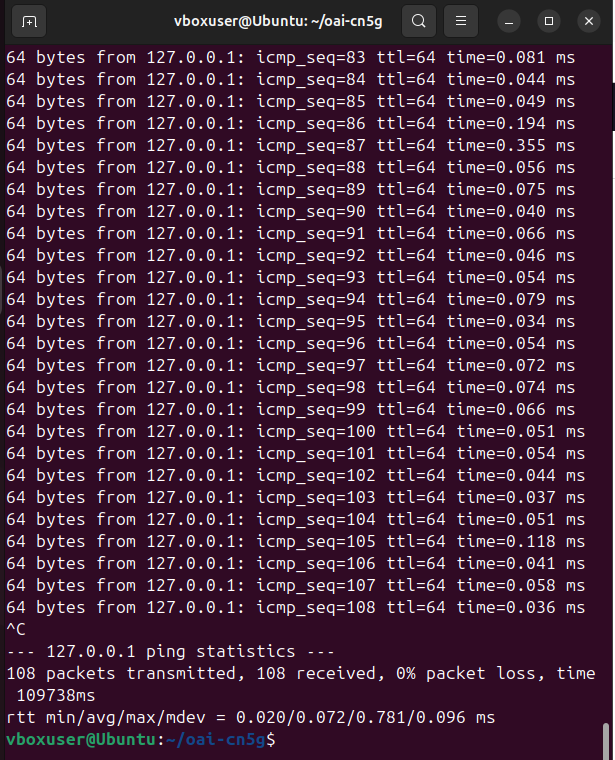 vboxuser@Ubuntu: ~/oai-cn5g
64 bytes from 127.0.0.1: icmp_seq=83 ttl=64 time=0.081 ms
64 bytes from 127.0.0.1: icmp_seq=84 ttl=64 time=0.044 ms
64 bytes from 127.0.0.1: icmp_seq=85 ttl=64 time=0.049 ms
64 bytes from 127.0.0.1: icmp_seq=86 ttl=64 time=0.194 ms
64 bytes from 127.0.0.1: icmp_seq=87 ttl=64 time=0.355 ms
64 bytes from 127.0.0.1: icmp_seq=88 ttl=64 time=0.056 ms
64 bytes from 127.0.0.1: icmp_seq=89 ttl=64 time=0.075 ms
64 bytes from 127.0.0.1: icmp_seq=90 ttl=64 time=0.040 ms
64 bytes from 127.0.0.1: icmp_seq=91 ttl=64 time=0.066 ms
64 bytes from 127.0.0.1: icmp_seq=92 ttl=64 time=0.046 ms
64 bytes from 127.0.0.1: icmp_seq=93 ttl=64 time=0.054 ms
64 bytes from 127.0.0.1: icmp_seq=94 ttl=64 time=0.079 ms
64 bytes from 127.0.0.1: icmp_seq=95 ttl=64 time=0.034 ms
64 bytes from 127.0.0.1: icmp_seq=96 ttl=64 time=0.054 ms
64 bytes from 127.0.0.1: icmp_seq=97 ttl=64 time=0.072 ms
64 bytes from 127.0.0.1: icmp_seq=98 ttl=64 time=0.074 ms
64 bytes from 127.0.0.1: icmp_seq=99 ttl=64 time=0.066 ms
64 bytes from 127.0.0.1: icmp_seq=100 ttl=64 time=0.051 ms
64 bytes from 127.0.0.1: icmp_seq=101 ttl=64 time=0.054 ms
64 bytes from 127.0.0.1: icmp_seq=102 ttl=64 time=0.044 ms
64 bytes from 127.0.0.1: icmp_seq=103 ttl=64 time=0.037 ms
64 bytes from 127.0.0.1: icmp_seq=104 ttl=64 time=0.051 ms
64 bytes from 127.0.0.1: icmp_seq=105 ttl=64 time=0.118 ms
64 bytes from 127.0.0.1: icmp_seq=106 ttl=64 time=0.041 ms
64 bytes from 127.0.0.1: icmp_seq=107 ttl=64 time=0.058 ms
64 bytes from 127.0.0.1: icmp_seq=108 ttl=64 time=0.036 ms
^C
--- 127.0.0.1 ping statistics ---
108 packets transmitted, 108 received, 0% packet loss, time
 109738ms
rtt min/avg/max/mdev = 0.020/0.072/0.781/0.096 ms
vboxuser@Ubuntu:~/oai-cn5g$